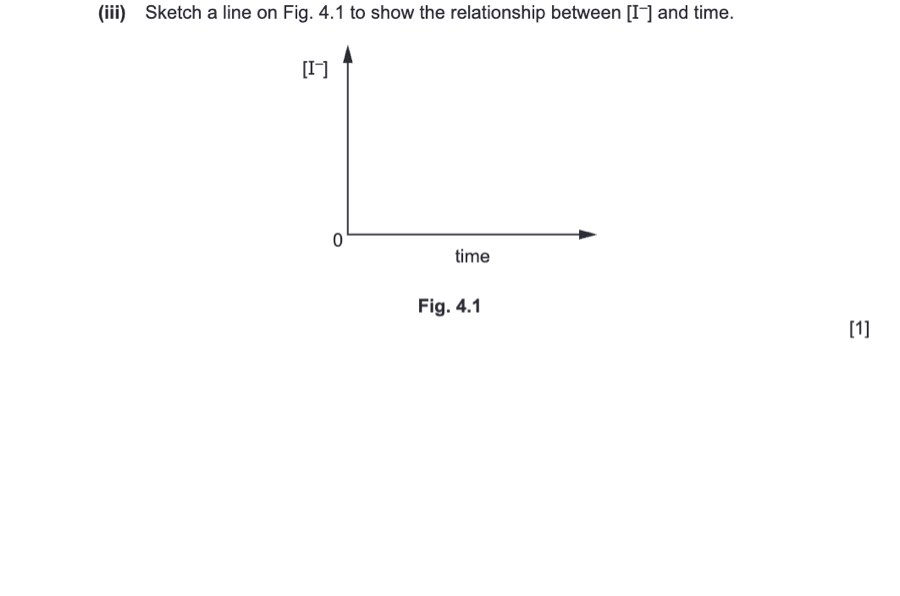 (iii) Sketch a line on Fig. 4.1 to show the relationship between [I⁻] and time.
[I⁻]
0
time
Fig. 4.1
[1]